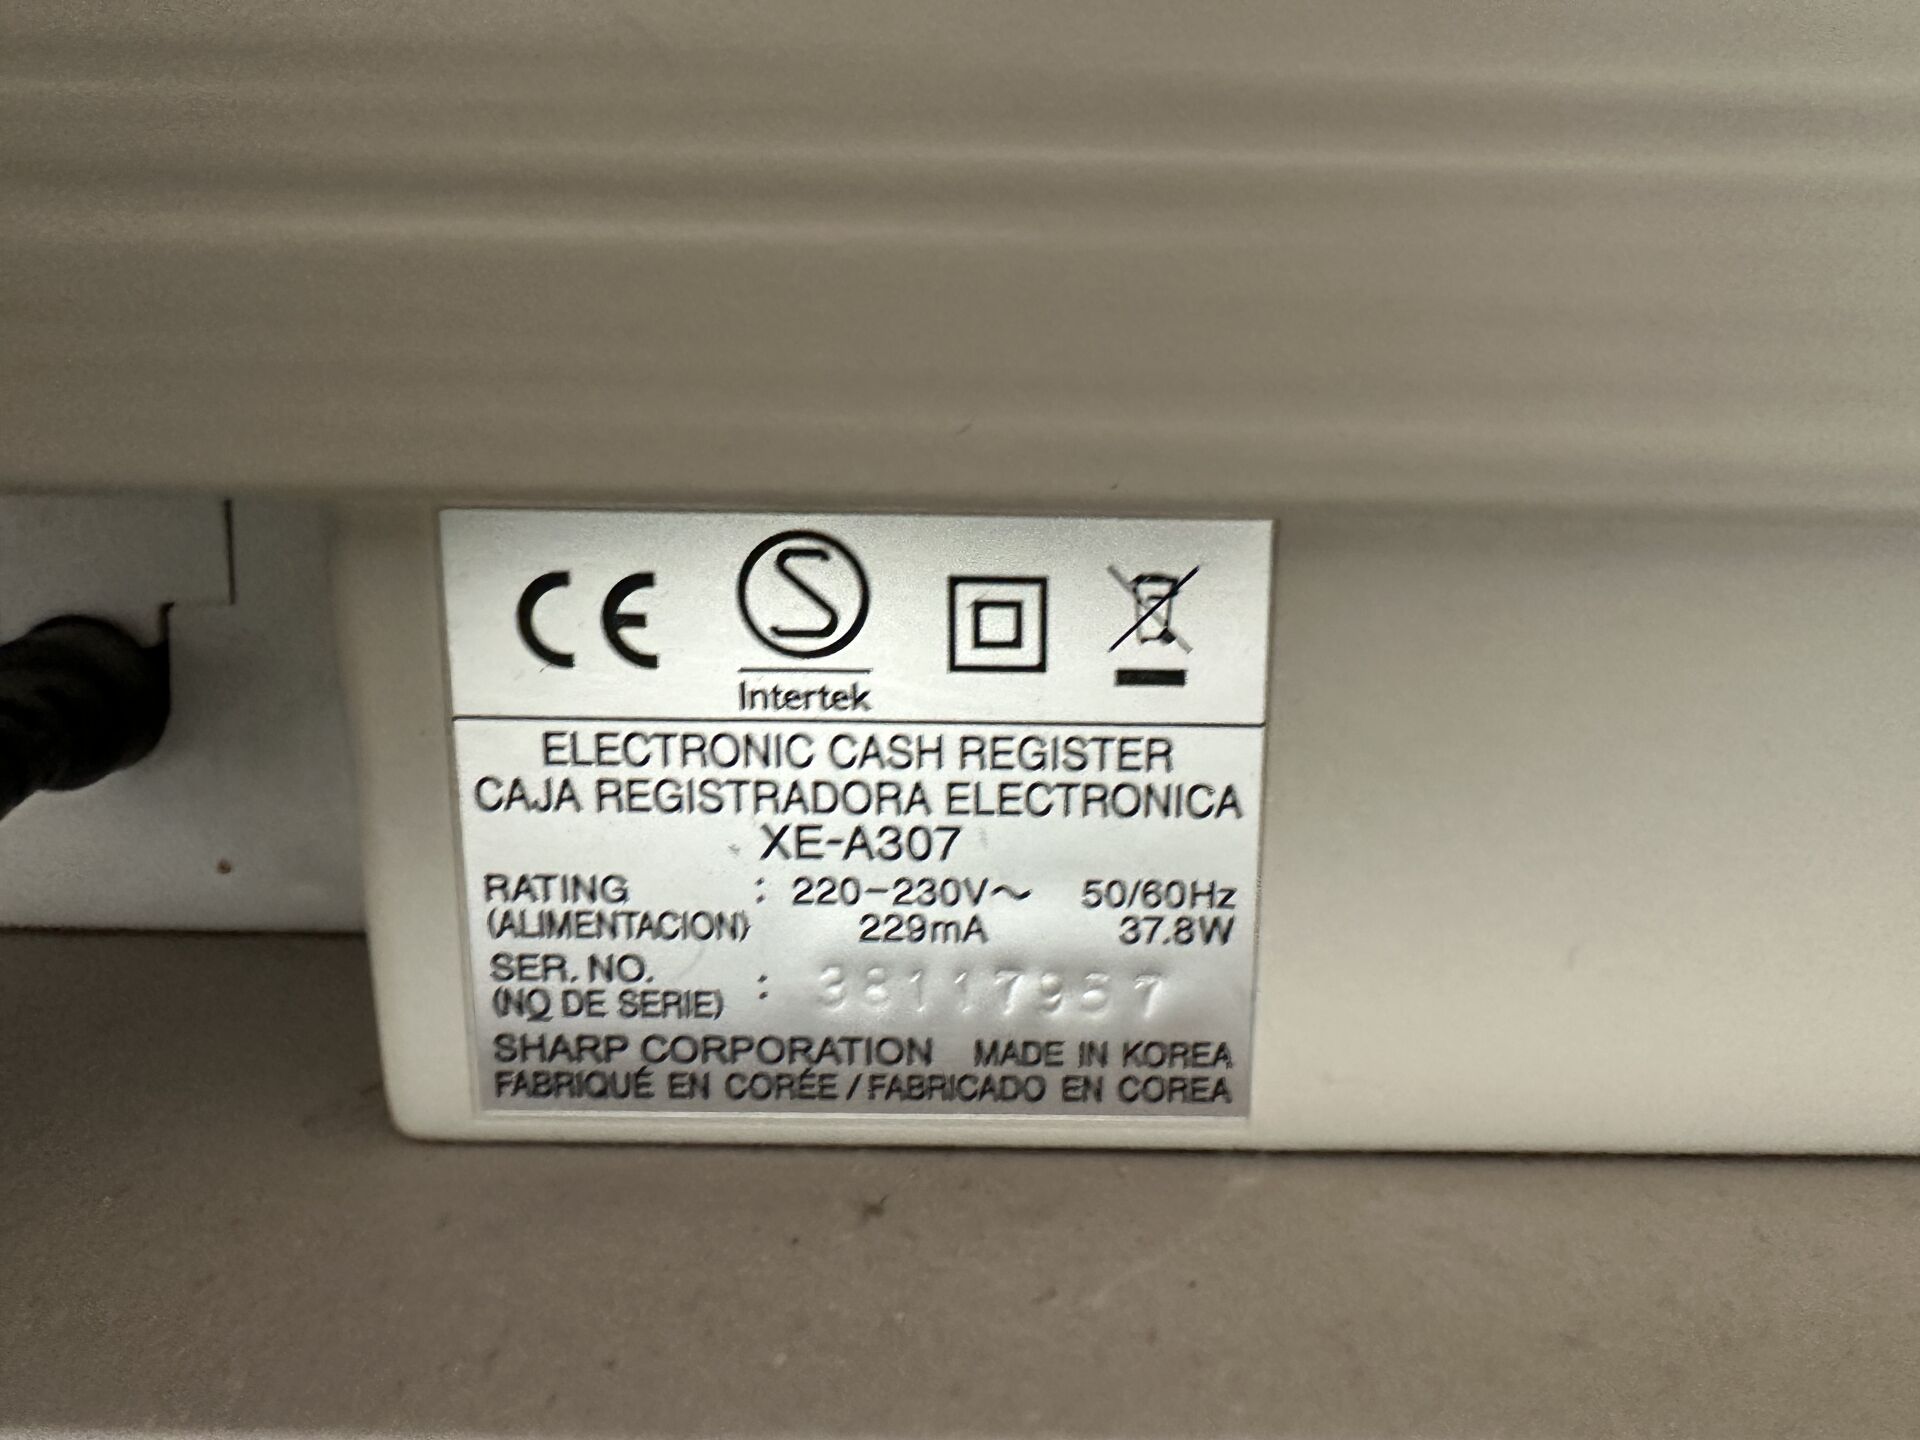 CE
S
Intertek
ELECTRONIC CASH REGISTER
CAJA REGISTRADORA ELECTRONICA
XE-A307
RATING : 220-230V~ 50/60Hz
(ALIMENTACION) 229mA 37.8W
SER. NO.
(NO DE SERIE) :
SHARP CORPORATION MADE IN KOREA
FABRIQUÉ EN CORÉE / FABRICADO EN COREA